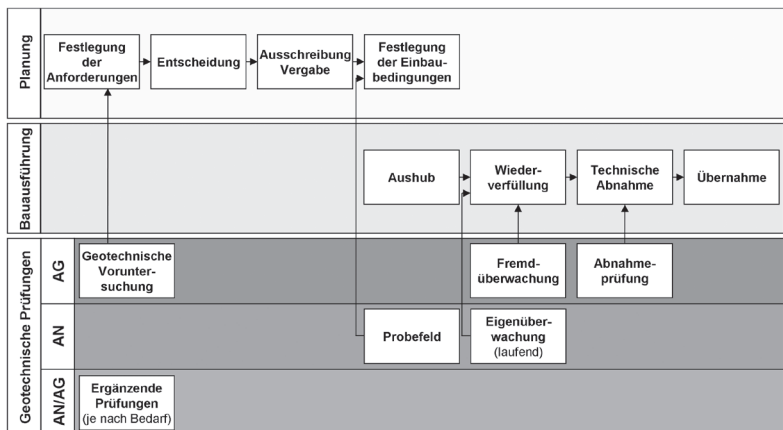 Planung
Festlegung
der
Anforderungen
Entscheidung
Ausschreibung
Vergabe
Festlegung
der Einbau-
bedingungen
Bauausführung
Aushub
Wieder-
verfüllung
Technische
Abnahme
Übernahme
Geotechnische Prüfungen
AG
Geotechnische
Vorunter-
suchung
Fremd-
überwachung
Abnahme-
prüfung
AN
Probefeld
Eigenüber-
wachung
(laufend)
AN/AG
Ergänzende
Prüfungen
(je nach Bedarf)